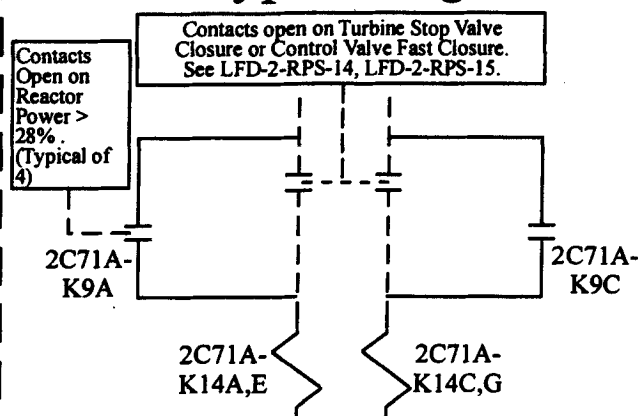 Contacts open on Turbine Stop Valve
Closure or Control Valve Fast Closure.
See LFD-2-RPS-14, LFD-2-RPS-15.
Contacts
Open on
Reactor
Power >
28% .
(Typical of
4)
2C71A-
K9A
2C71A-
K9C
2C71A-
K14A,E
2C71A-
K14C,G